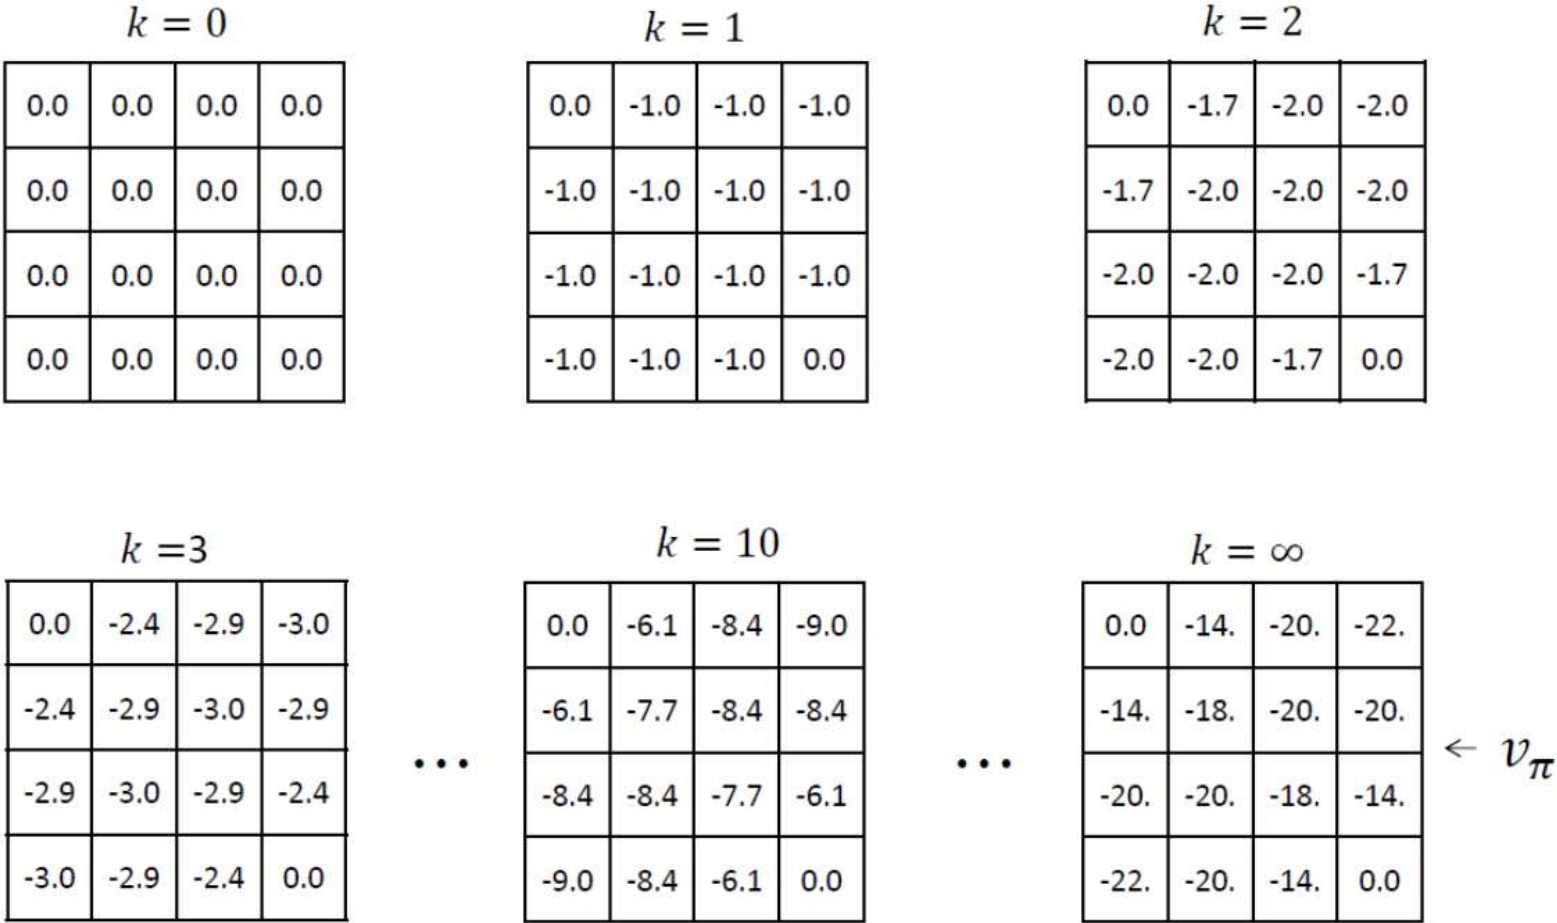 k = 0
0.0 0.0 0.0 0.0
0.0 0.0 0.0 0.0
0.0 0.0 0.0 0.0
0.0 0.0 0.0 0.0
k = 1
0.0 -1.0 -1.0 -1.0
-1.0 -1.0 -1.0 -1.0
-1.0 -1.0 -1.0 -1.0
-1.0 -1.0 -1.0 0.0
k = 2
0.0 -1.7 -2.0 -2.0
-1.7 -2.0 -2.0 -2.0
-2.0 -2.0 -2.0 -1.7
-2.0 -2.0 -1.7 0.0
k =3
0.0 -2.4 -2.9 -3.0
-2.4 -2.9 -3.0 -2.9
-2.9 -3.0 -2.9 -2.4
-3.0 -2.9 -2.4 0.0
...
k = 10
0.0 -6.1 -8.4 -9.0
-6.1 -7.7 -8.4 -8.4
-8.4 -8.4 -7.7 -6.1
-9.0 -8.4 -6.1 0.0
...
k = ∞
0.0 -14. -20. -22.
-14. -18. -20. -20.
-20. -20. -18. -14.
-22. -20. -14. 0.0
← vπ